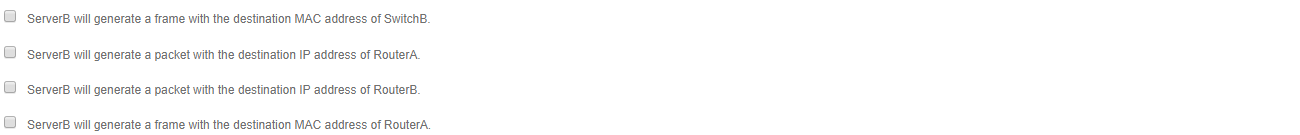 ServerB will generate a frame with the destination MAC address of SwitchB.
ServerB will generate a packet with the destination IP address of RouterA.
ServerB will generate a packet with the destination IP address of RouterB.
ServerB will generate a frame with the destination MAC address of RouterA.